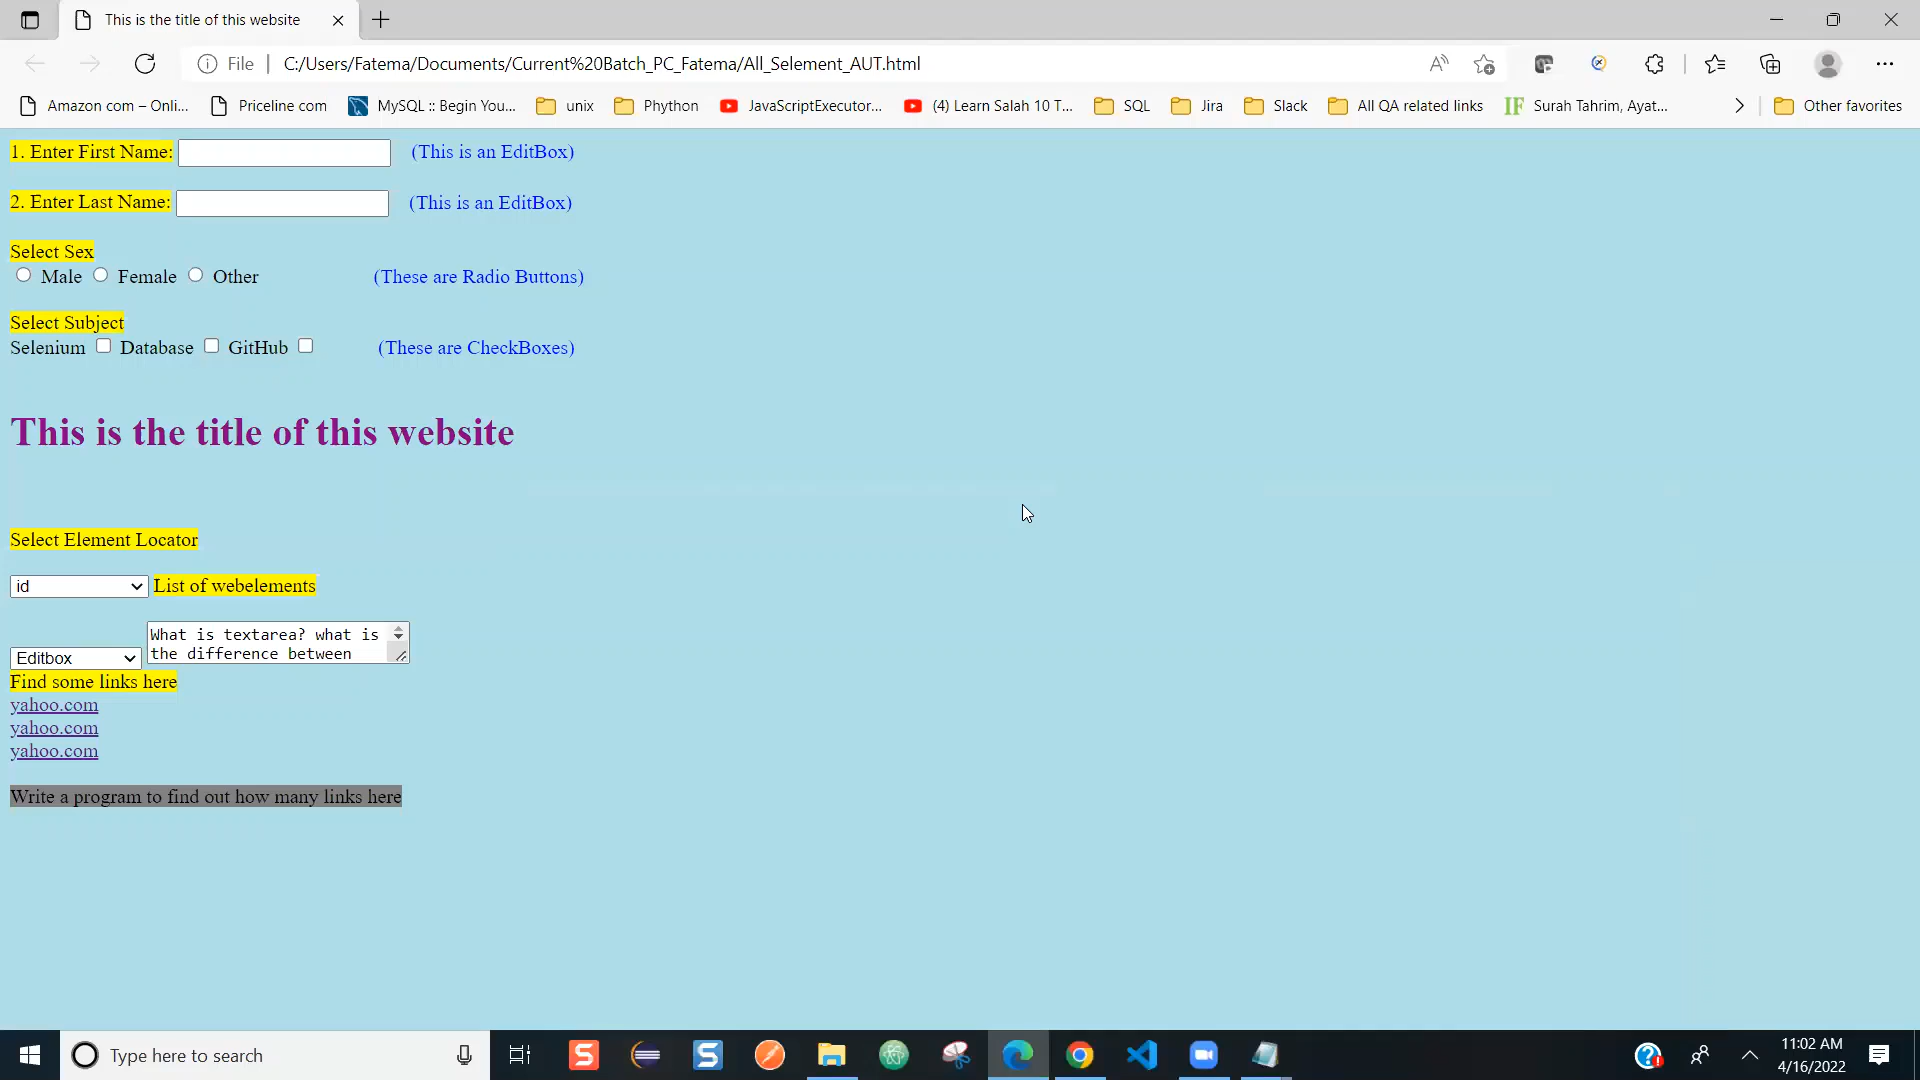 This is the title of this website
File C:/Users/Fatema/Documents/Current%20Batch_PC_Fatema/All_Selement_AUT.html
Amazon com – Onli... Priceline com MySQL :: Begin You... unix Phython JavaScriptExecutor... (4) Learn Salah 10 T... SQL Jira Slack All QA related links IF Surah Tahrim, Ayat... Other favorites
1. Enter First Name: (This is an EditBox)
2. Enter Last Name: (This is an EditBox)
Select Sex
Male Female Other (These are Radio Buttons)
Select Subject
Selenium Database GitHub (These are CheckBoxes)
This is the title of this website
Select Element Locator
id List of webelements
What is textarea? what is
the difference between
Editbox
Find some links here
yahoo.com
yahoo.com
yahoo.com
Write a program to find out how many links here
Type here to search
11:02 AM
4/16/2022